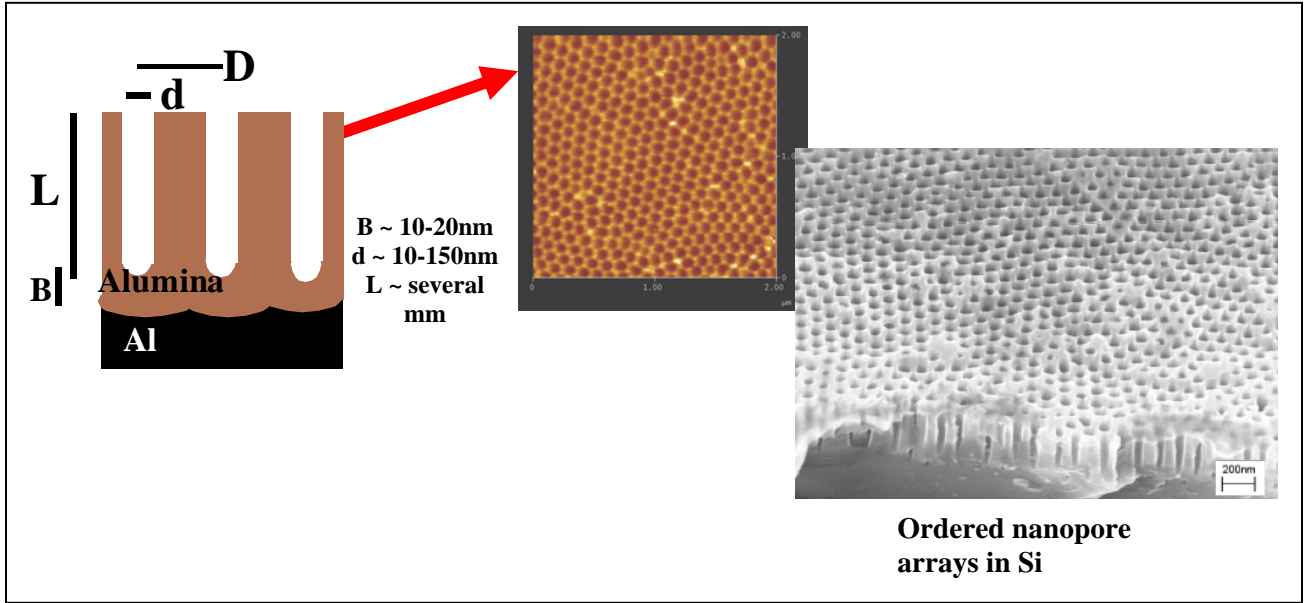 D
d
L
B
Alumina
Al
B ~ 10-20nm
d ~ 10-150nm
L ~ several
mm
2.00
1.0
0
0
1.00
2.00
µm
200nm
Ordered nanopore
arrays in Si